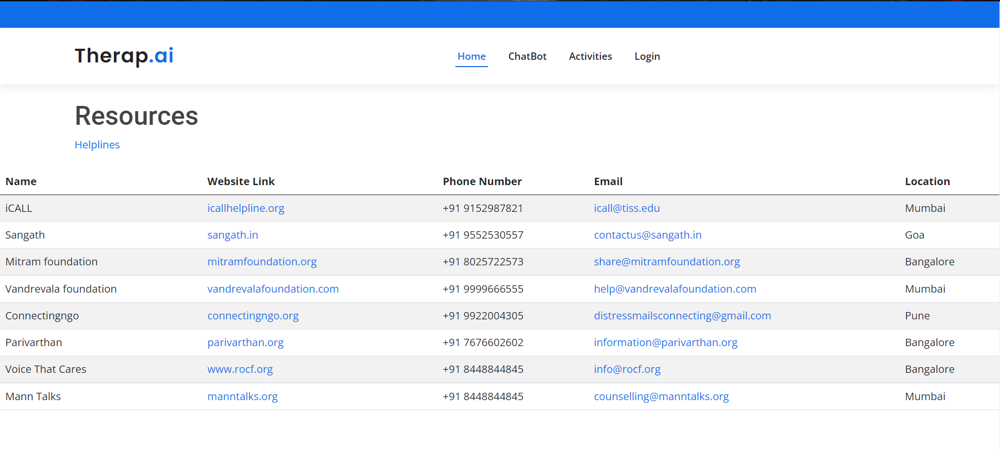 Therap.ai
Home ChatBot Activities Login
Resources
Helplines
Name Website Link Phone Number Email Location
iCALL icallhelpline.org +91 9152987821 icall@tiss.edu Mumbai
Sangath sangath.in +91 9552530557 contactus@sangath.in Goa
Mitram foundation mitramfoundation.org +91 8025722573 share@mitramfoundation.org Bangalore
Vandrevala foundation vandrevalafoundation.com +91 9999666555 help@vandrevalafoundation.com Mumbai
Connectingngo connectingngo.org +91 9922004305 distressmailsconnecting@gmail.com Pune
Parivarthan parivarthan.org +91 7676602602 information@parivarthan.org Bangalore
Voice That Cares www.rocf.org +91 8448844845 info@rocf.org Bangalore
Mann Talks manntalks.org +91 8448844845 counselling@manntalks.org Mumbai